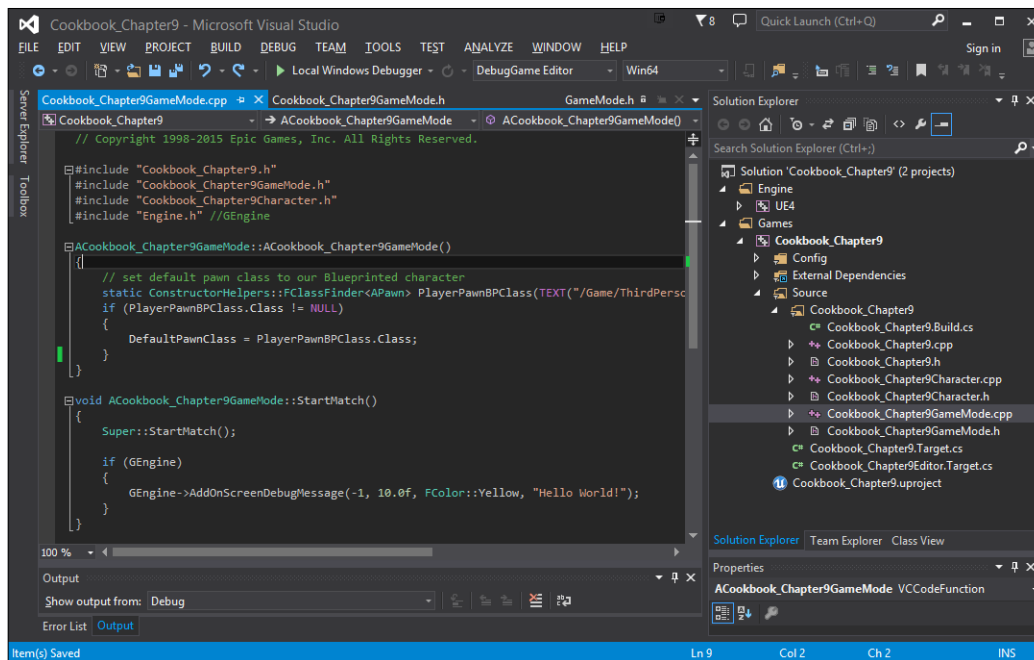 Cookbook_Chapter9 - Microsoft Visual Studio
8
Quick Launch (Ctrl+Q)
FILE EDIT VIEW PROJECT BUILD DEBUG TEAM TOOLS TEST ANALYZE WINDOW HELP
Sign in
Local Windows Debugger
DebugGame Editor
Win64
Server Explorer
Toolbox
Cookbook_Chapter9GameMode.cpp
Cookbook_Chapter9GameMode.h
GameMode.h
Cookbook_Chapter9
ACookbook_Chapter9GameMode
ACookbook_Chapter9GameMode()
// Copyright 1998-2015 Epic Games, Inc. All Rights Reserved.
#include "Cookbook_Chapter9.h"
#include "Cookbook_Chapter9GameMode.h"
#include "Cookbook_Chapter9Character.h"
#include "Engine.h" //GEngine
ACookbook_Chapter9GameMode::ACookbook_Chapter9GameMode()
{
// set default pawn class to our Blueprinted character
static ConstructorHelpers::FClassFinder<APawn> PlayerPawnBPClass(TEXT("/Game/ThirdPersc
if (PlayerPawnBPClass.Class != NULL)
{
DefaultPawnClass = PlayerPawnBPClass.Class;
}
}
void ACookbook_Chapter9GameMode::StartMatch()
{
Super::StartMatch();
if (GEngine)
{
GEngine->AddOnScreenDebugMessage(-1, 10.0f, FColor::Yellow, "Hello World!");
}
}
100 %
Output
Show output from: Debug
Error List Output
Solution Explorer
Search Solution Explorer (Ctrl+;)
Solution 'Cookbook_Chapter9' (2 projects)
Engine
UE4
Games
Cookbook_Chapter9
Config
External Dependencies
Source
Cookbook_Chapter9
C# Cookbook_Chapter9.Build.cs
++ Cookbook_Chapter9.cpp
Cookbook_Chapter9.h
++ Cookbook_Chapter9Character.cpp
Cookbook_Chapter9Character.h
++ Cookbook_Chapter9GameMode.cpp
Cookbook_Chapter9GameMode.h
C# Cookbook_Chapter9.Target.cs
C# Cookbook_Chapter9Editor.Target.cs
Cookbook_Chapter9.uproject
Solution Explorer Team Explorer Class View
Properties
ACookbook_Chapter9GameMode VCCodeFunction
Item(s) Saved
Ln 9 Col 2 Ch 2 INS